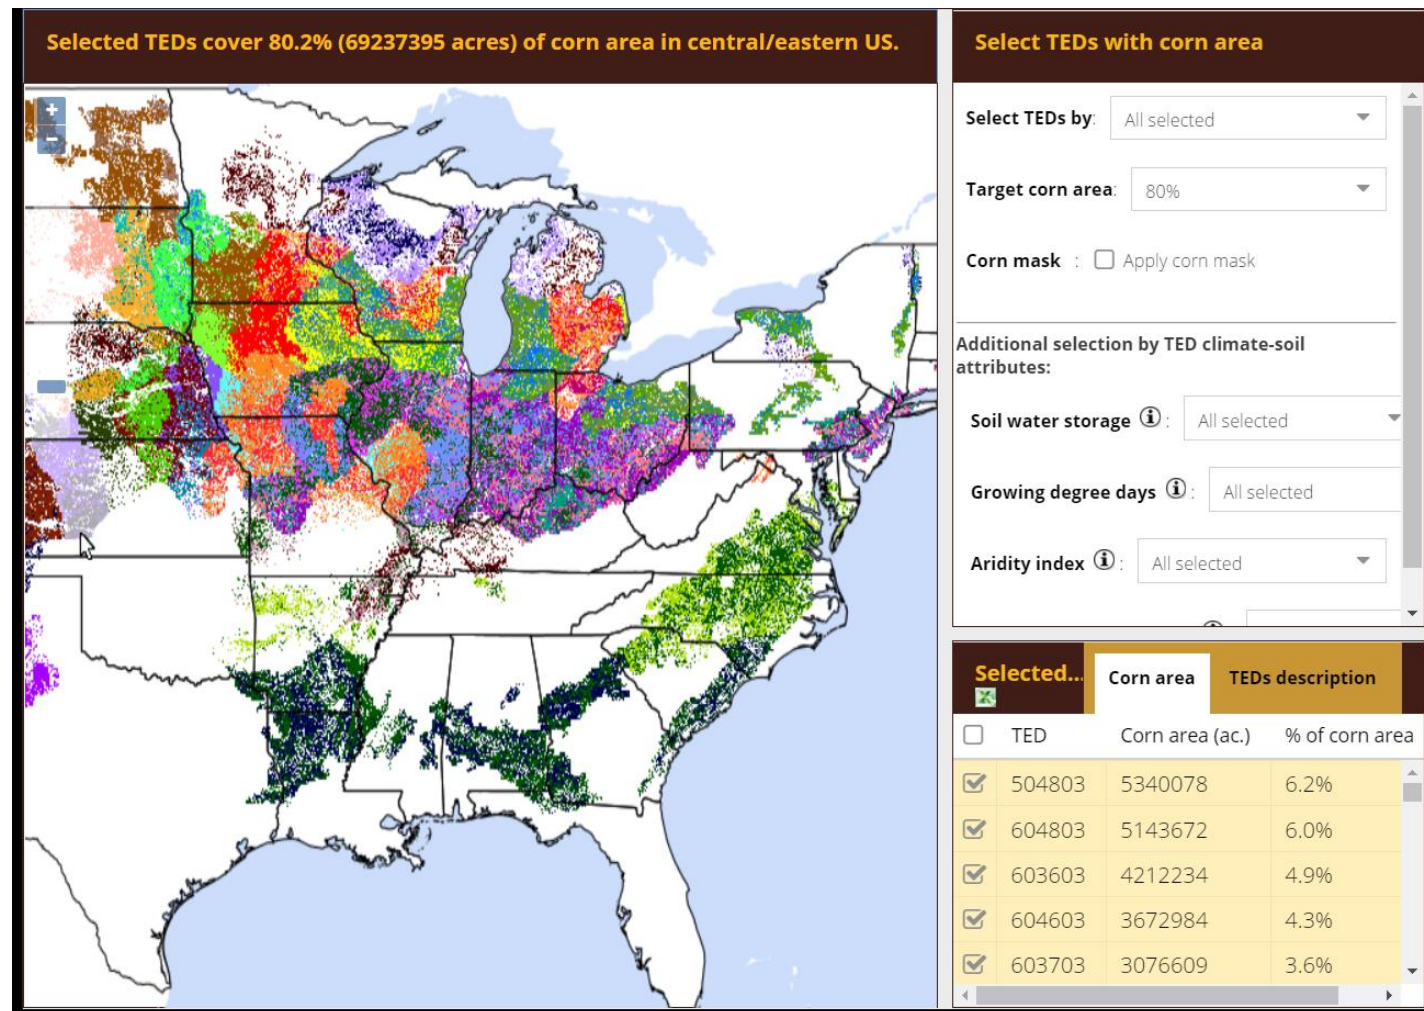 Selected TEDs cover 80.2% (69237395 acres) of corn area in central/eastern US.
+
−
Select TEDs with corn area
Select TEDs by: All selected
Target corn area: 80%
Corn mask : Apply corn mask
Additional selection by TED climate-soil
attributes:
Soil water storage i : All selected
Growing degree days i : All selected
Aridity index i : All selected
Selected... Corn area TEDs description
TED Corn area (ac.) % of corn area
504803 5340078 6.2%
604803 5143672 6.0%
603603 4212234 4.9%
604603 3672984 4.3%
603703 3076609 3.6%